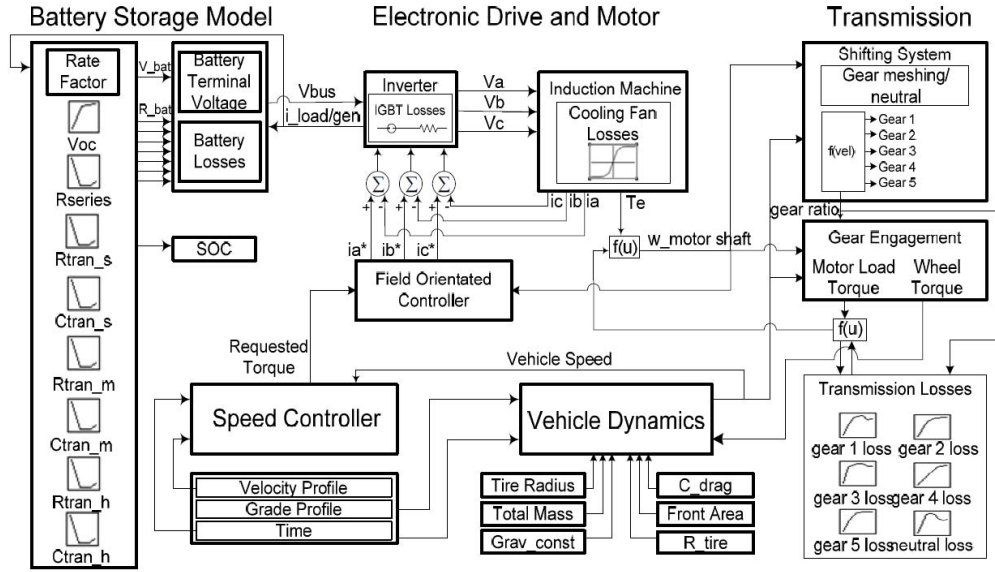 Battery Storage Model
Electronic Drive and Motor
Transmission
Rate
Factor
Voc
Rseries
Rtran_s
Ctran_s
Rtran_m
Ctran_m
Rtran_h
Ctran_h
V_bat
R_bat
Battery
Terminal
Voltage
Battery
Losses
SOC
Vbus
i_load/gen
Inverter
IGBT Losses
Va
Vb
Vc
Induction Machine
Cooling Fan
Losses
Σ
Σ
Σ
+
-
+
-
+
-
ic
ib
ia
Te
f(u)
w_motor shaft
ia*
ib*
ic*
Field Orientated
Controller
Requested
Torque
Vehicle Speed
Speed Controller
Vehicle Dynamics
Velocity Profile
Grade Profile
Time
Tire Radius
Total Mass
Grav_const
C_drag
Front Area
R_tire
Shifting System
Gear meshing/
neutral
f(vel)
Gear 1
Gear 2
Gear 3
Gear 4
Gear 5
gear ratio
Gear Engagement
Motor Load
Torque
Wheel
Torque
f(u)
Transmission Losses
gear 1 loss
gear 2 loss
gear 3 loss
gear 4 loss
gear 5 loss
neutral loss